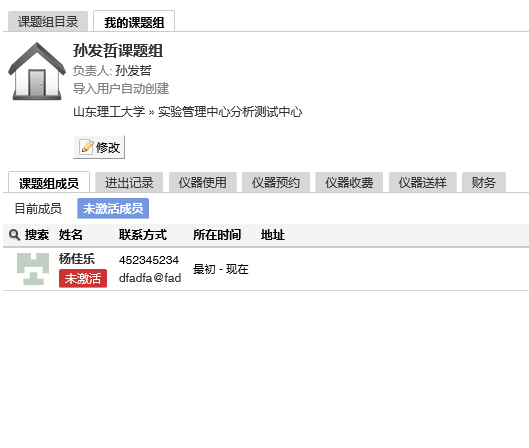 课题组目录 我的课题组
孙发哲课题组
负责人: 孙发哲
导入用户自动创建
山东理工大学 » 实验管理中心分析测试中心
修改
课题组成员 进出记录 仪器使用 仪器预约 仪器收费 仪器送样 财务
目前成员 未激活成员
搜索 姓名 联系方式 所在时间 地址
杨佳乐 452345234
最初 - 现在
未激活 dfadfa@fad